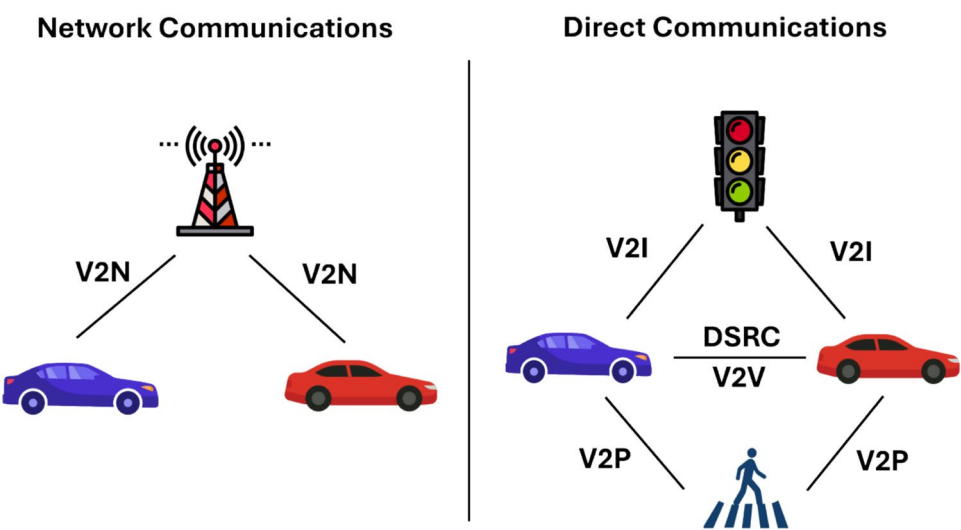 Network Communications
Direct Communications
... ...
V2N
V2N
V2I
V2I
DSRC
V2V
V2P
V2P